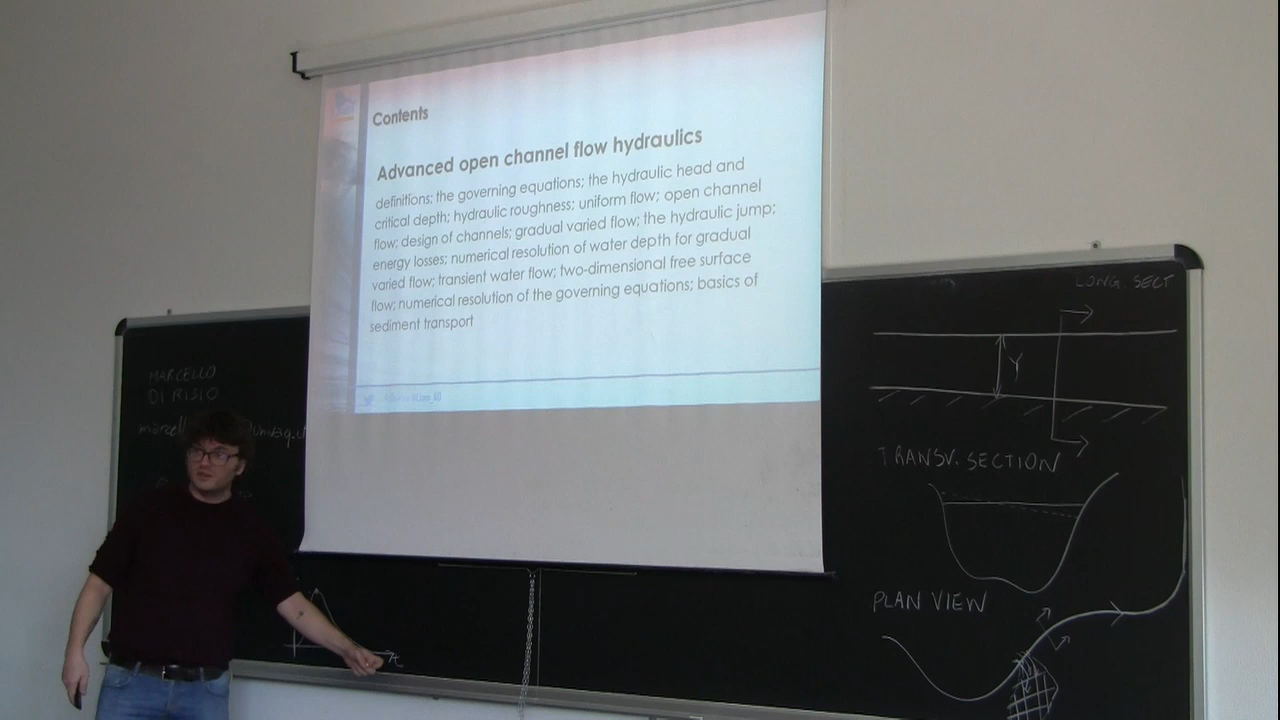 Contents
Advanced open channel flow hydraulics
definitions; the governing equations; the hydraulic head and
critical depth; hydraulic roughness; uniform flow; open channel
flow; design of channels; gradual varied flow; the hydraulic jump;
energy losses; numerical resolution of water depth for gradual
varied flow; transient water flow; two-dimensional free surface
flow; numerical resolution of the governing equations; basics of
sediment transport
MARCELLO
DI RISIO
t
LONG. SECT
Y
TRANSV. SECTION
PLAN VIEW